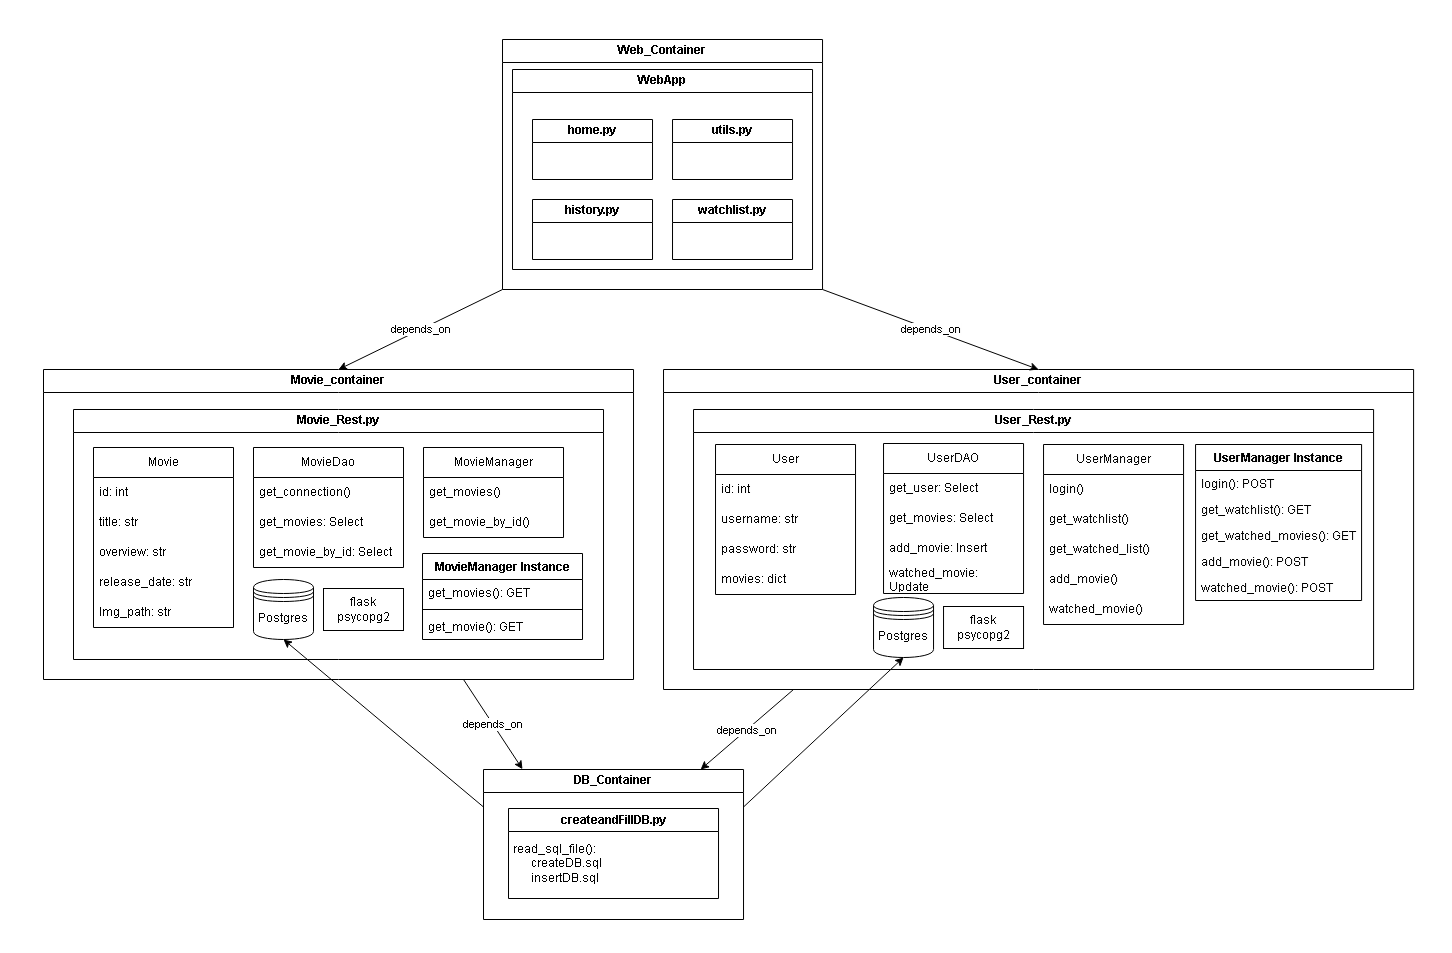 Web_Container
WebApp
home.py
utils.py
history.py
watchlist.py
depends_on
depends_on
Movie_container
Movie_Rest.py
Movie
id: int
title: str
overview: str
release_date: str
Img_path: str
MovieDao
get_connection()
get_movies: Select
get_movie_by_id: Select
MovieManager
get_movies()
get_movie_by_id()
MovieManager Instance
get_movies(): GET
get_movie(): GET
Postgres
flask
psycopg2
User_container
User_Rest.py
User
id: int
username: str
password: str
movies: dict
UserDAO
get_user: Select
get_movies: Select
add_movie: Insert
watched_movie:
Update
UserManager
login()
get_watchlist()
get_watched_list()
add_movie()
watched_movie()
UserManager Instance
login(): POST
get_watchlist(): GET
get_watched_movies(): GET
add_movie(): POST
watched_movie(): POST
Postgres
flask
psycopg2
depends_on
depends_on
DB_Container
createandFillDB.py
read_sql_file():
createDB.sql
insertDB.sql